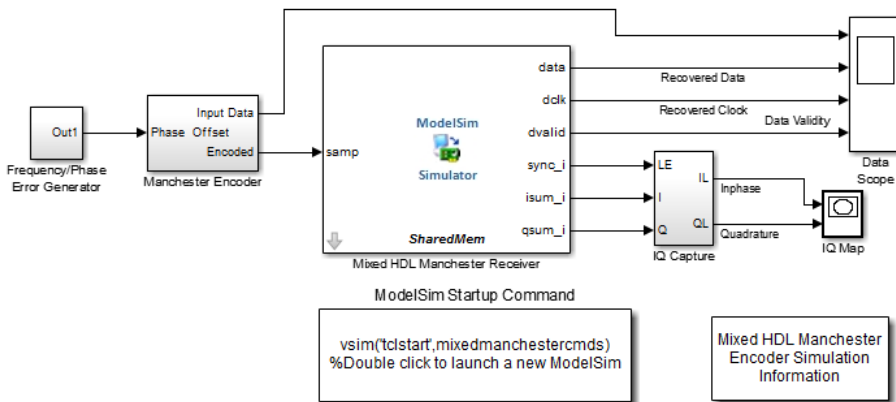 Out1
Frequency/Phase
Error Generator
Input Data
Phase Offset
Encoded
Manchester Encoder
samp
ModelSim
Simulator
SharedMem
data
dclk
dvalid
sync_i
isum_i
qsum_i
Mixed HDL Manchester Receiver
Recovered Data
Recovered Clock
Data Validity
Data
Scope
LE
I
Q
IL
QL
IQ Capture
Inphase
Quadrature
IQ Map
ModelSim Startup Command
vsim('tclstart',mixedmanchestercmds)
%Double click to launch a new ModelSim
Mixed HDL Manchester
Encoder Simulation
Information